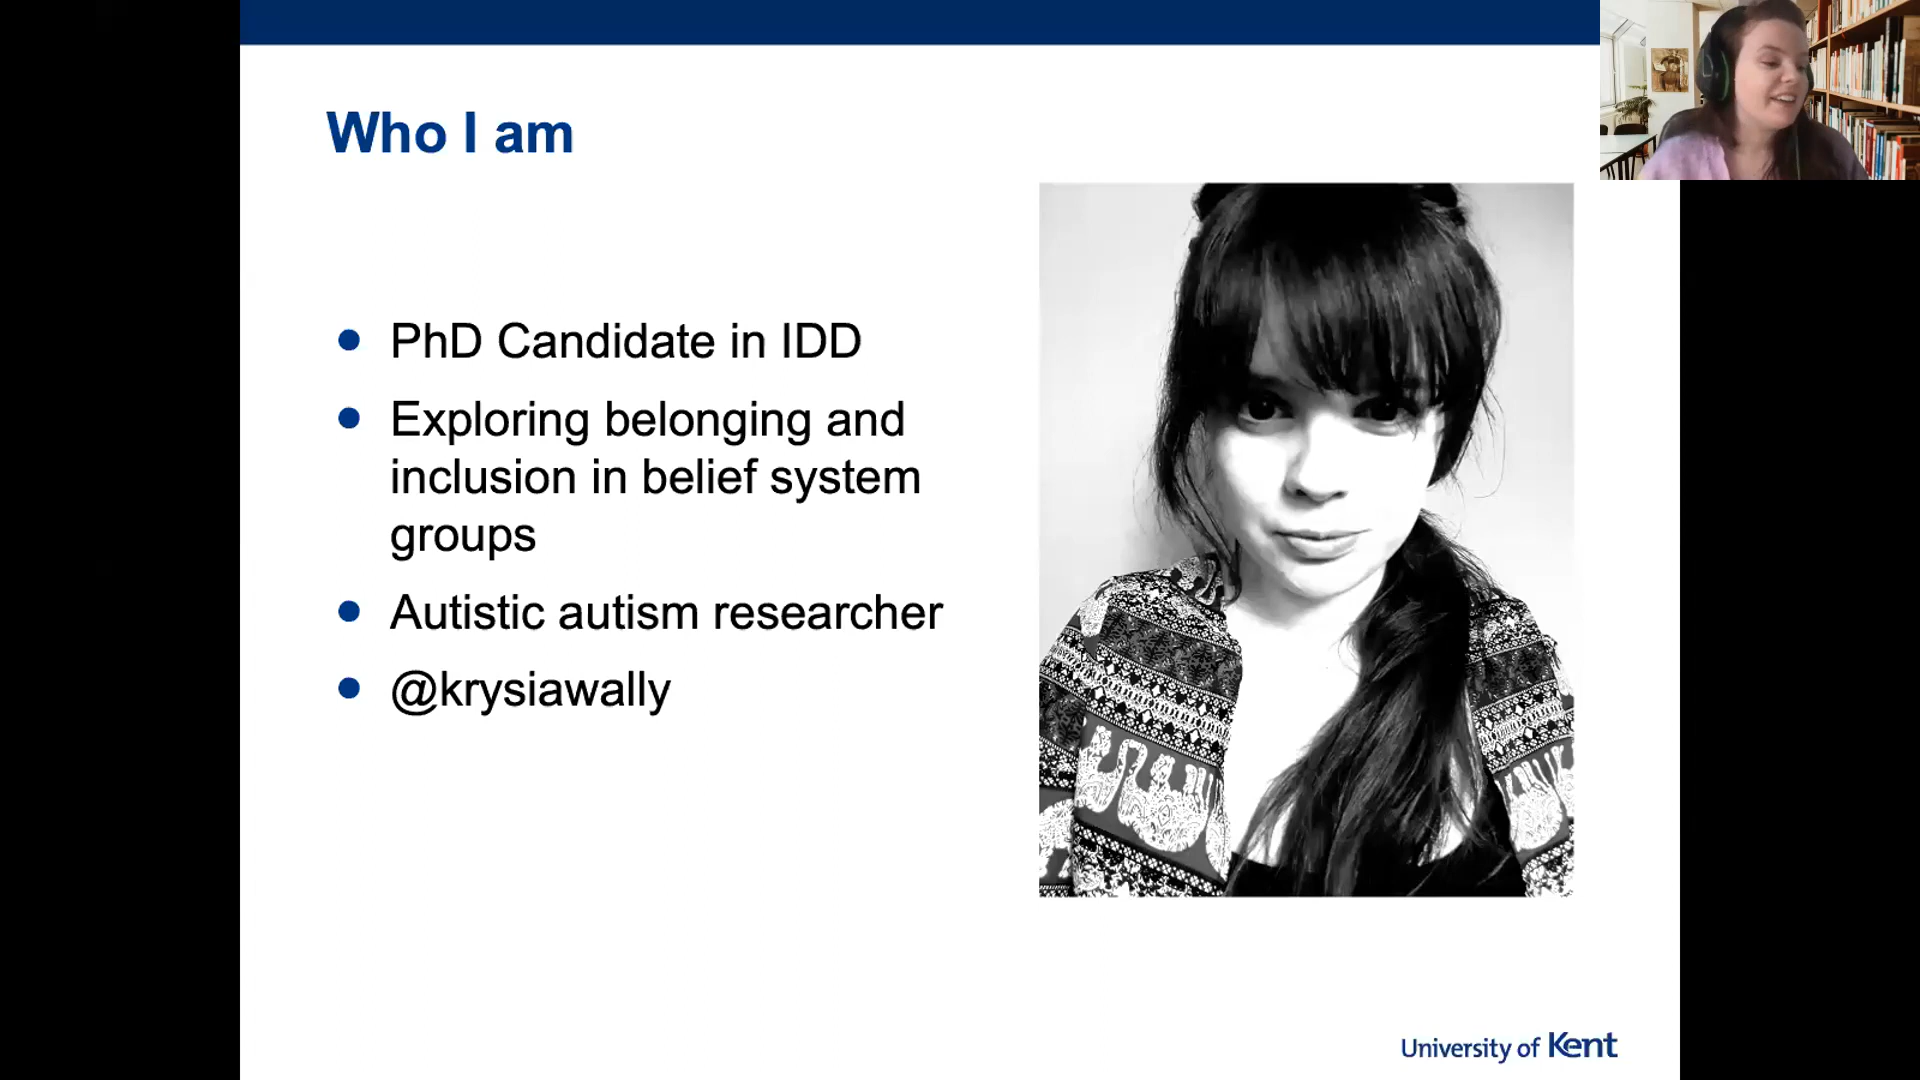 Who I am
PhD Candidate in IDD
Exploring belonging and
inclusion in belief system
groups
Autistic autism researcher
@krysiawally
University of Kent